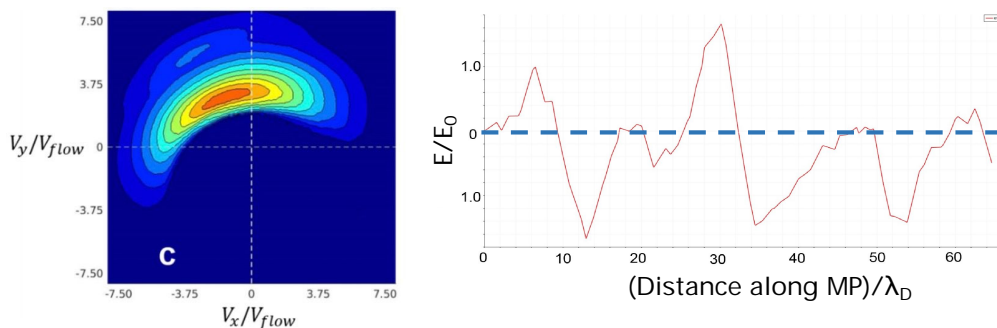 7.50
3.75
0
-3.75
-7.50
V_y/V_flow
-7.50 -3.75 0 3.75 7.50
V_x/V_flow
C
1.0
0
1.0
E/E₀
0 10 20 30 40 50 60
(Distance along MP)/λ_D